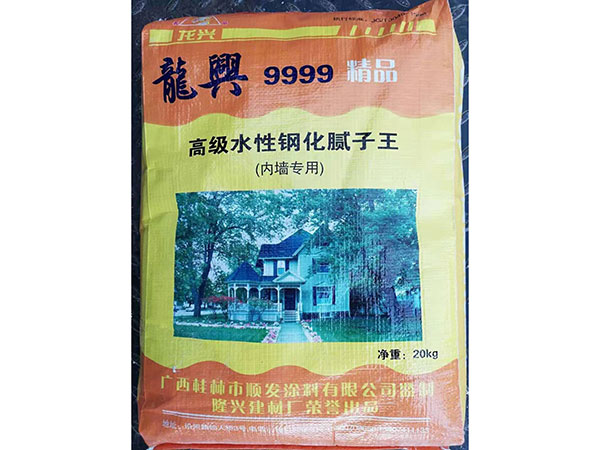 龙兴
龍興 9999 精品
高级水性钢化腻子王
(内墙专用)
净重：20kg
广西桂林市顺发涂料有限公司
隆兴建材厂荣誉出品
地址：